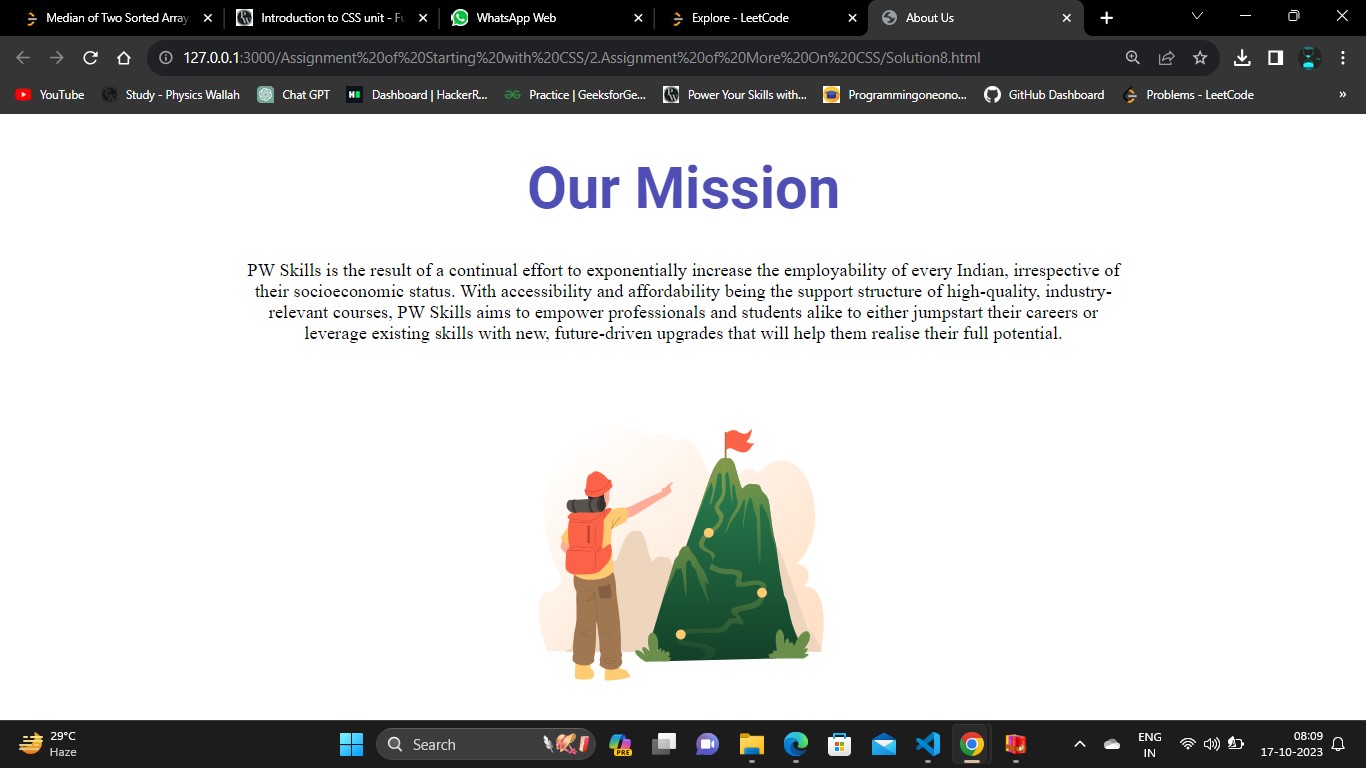 Median of Two Sorted Array
Introduction to CSS unit - Fu
WhatsApp Web
Explore - LeetCode
About Us
127.0.0.1:3000/Assignment%20of%20Starting%20with%20CSS/2.Assignment%20of%20More%20On%20CSS/Solution8.html
YouTube
Study - Physics Wallah
Chat GPT
Dashboard | HackerR...
Practice | GeeksforGe...
Power Your Skills with...
Programmingoneono...
GitHub Dashboard
Problems - LeetCode
»
Our Mission
PW Skills is the result of a continual effort to exponentially increase the employability of every Indian, irrespective of
their socioeconomic status. With accessibility and affordability being the support structure of high-quality, industry-
relevant courses, PW Skills aims to empower professionals and students alike to either jumpstart their careers or
leverage existing skills with new, future-driven upgrades that will help them realise their full potential.
29°C
Haze
Search
PRE
ENG
IN
08:09
17-10-2023